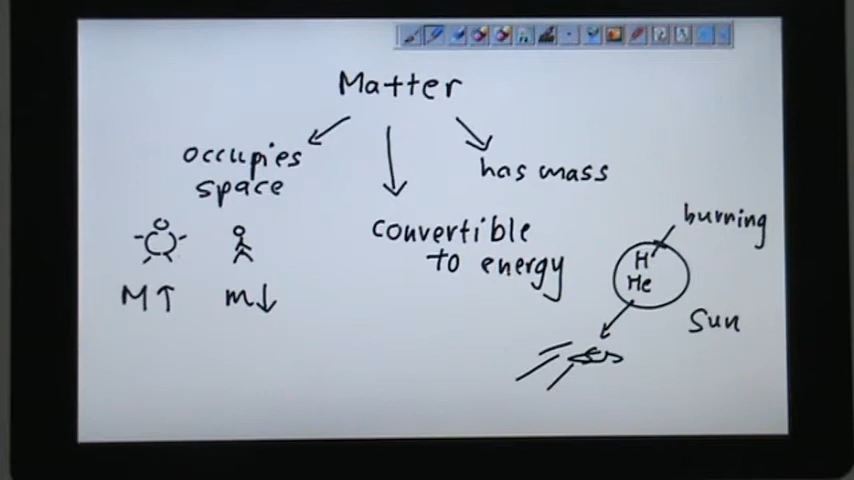 Matter
occupies
space
has mass
convertible
to energy
burning
H
He
Sun
M↑
m↓